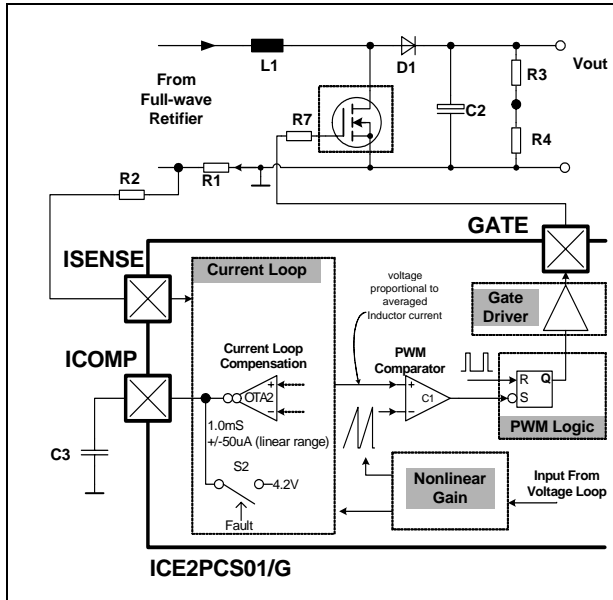 L1
D1
Vout
From
Full-wave
Retifier
R3
R7
C2
R4
R2
R1
GATE
ISENSE
Current Loop
voltage
proportional to
averaged
Inductor current
Gate
Driver
ICOMP
Current Loop
Compensation
PWM
Comparator
R Q
S
+
OTA2
-
+
C1
-
PWM Logic
1.0mS
+/-50uA (linear range)
C3
S2
4.2V
Nonlinear
Gain
Input From
Voltage Loop
Fault
ICE2PCS01/G